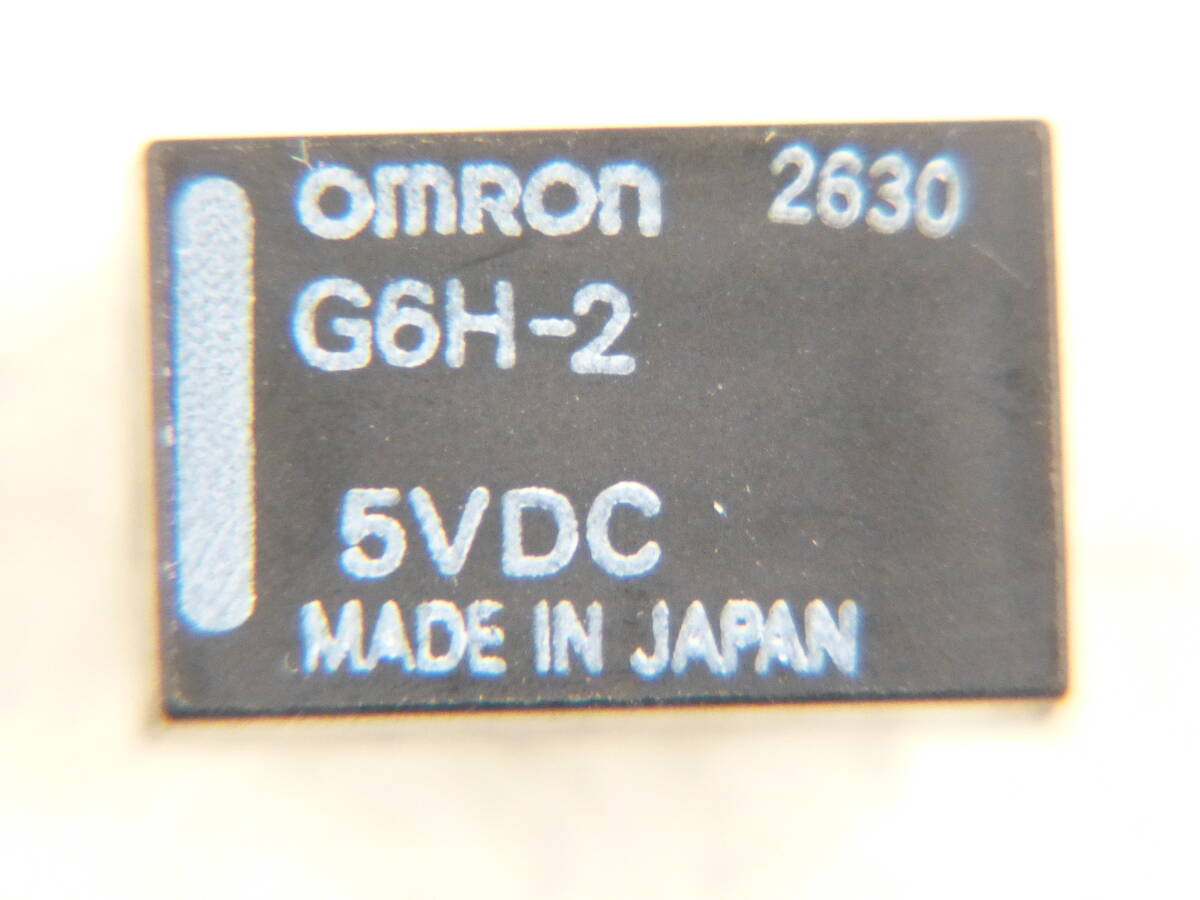 omron 2630
G6H-2
5VDC
MADE IN JAPAN